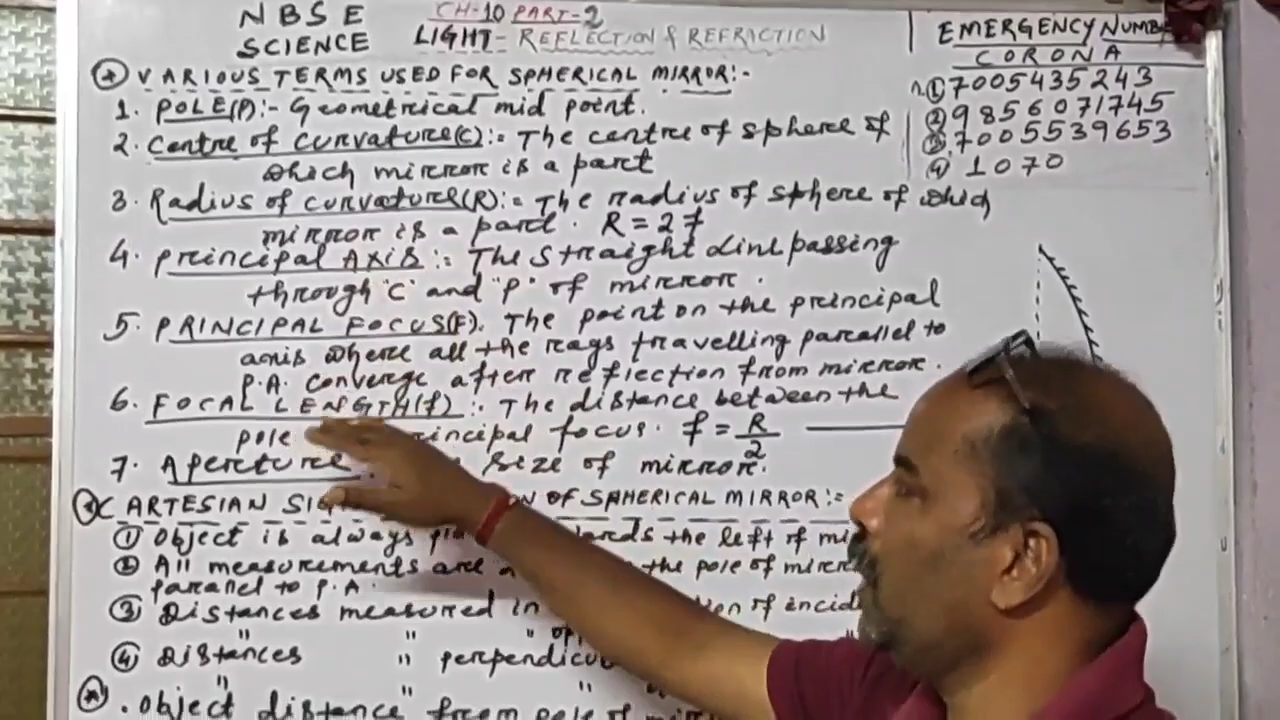 NBSE
SCIENCE
CH-10 PART-2
LIGHT- REFLECTION & REFRACTION
EMERGENCY NUMBE
CORONA
① 7005435243
② 9856071745
③ 7005539653
④ 1070
VARIOUS TERMS USED FOR SPHERICAL MIRROR:-
1. POLE(P):- Geometrical mid point.
2. Centre of curvature(C):- The centre of sphere of
which mirror is a part
3. Radius of curvature(R):- The radius of sphere of which
mirror is a part. R = 2f
4. principal AXIS:- The straight line passing
through "C" and "P" of mirror.
5. PRINCIPAL FOCUS(F). The point on the principal
axis where all the rays travelling parallel to
P.A. converge after reflection from mirror.
6. FOCAL LENGTH(f):- The distance between the
pole principal focus. f = R/2
7. Aperture size of mirror.
CARTESIAN OF SPHERICAL MIRROR:-
① Object is always the left of
② All measurements are the pole of
parallel to P.A.
③ Distances measured in of
" " "
④ Distances " 
" " "
. object distance from pole of